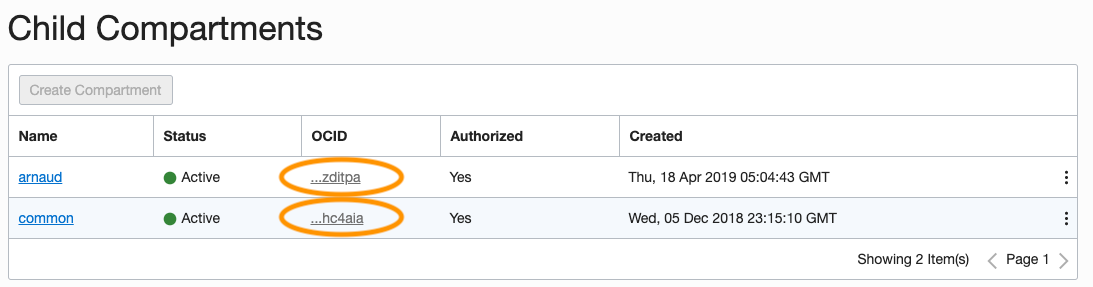 Child Compartments
Create Compartment
Name Status OCID Authorized Created
arnaud Active ...zditpa Yes Thu, 18 Apr 2019 05:04:43 GMT
common Active ...hc4aia Yes Wed, 05 Dec 2018 23:15:10 GMT
Showing 2 Item(s) Page 1